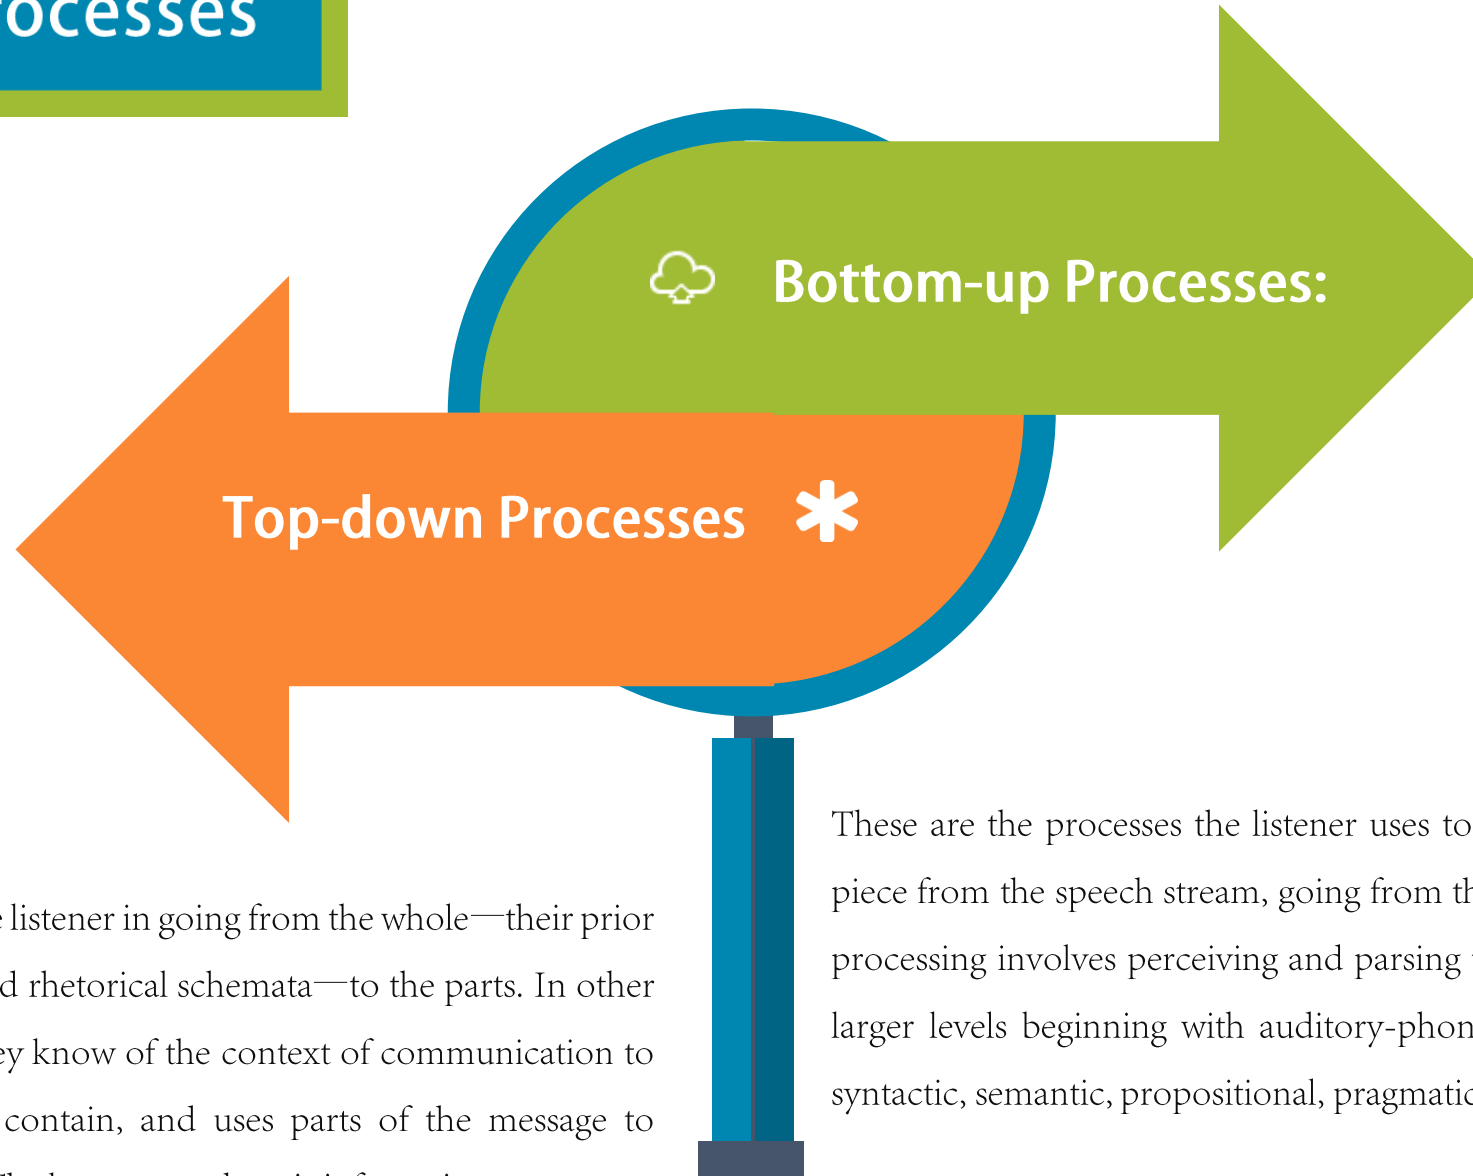 ocesses
Bottom-up Processes:
Top-down Processes
listener in going from the whole—their prior
rhetorical schemata—to the parts. In other
know of the context of communication to
contain, and uses parts of the message to
These are the processes the listener uses to
piece from the speech stream, going from
processing involves perceiving and parsing
larger levels beginning with auditory-phon
syntactic, semantic, propositional, pragmatic